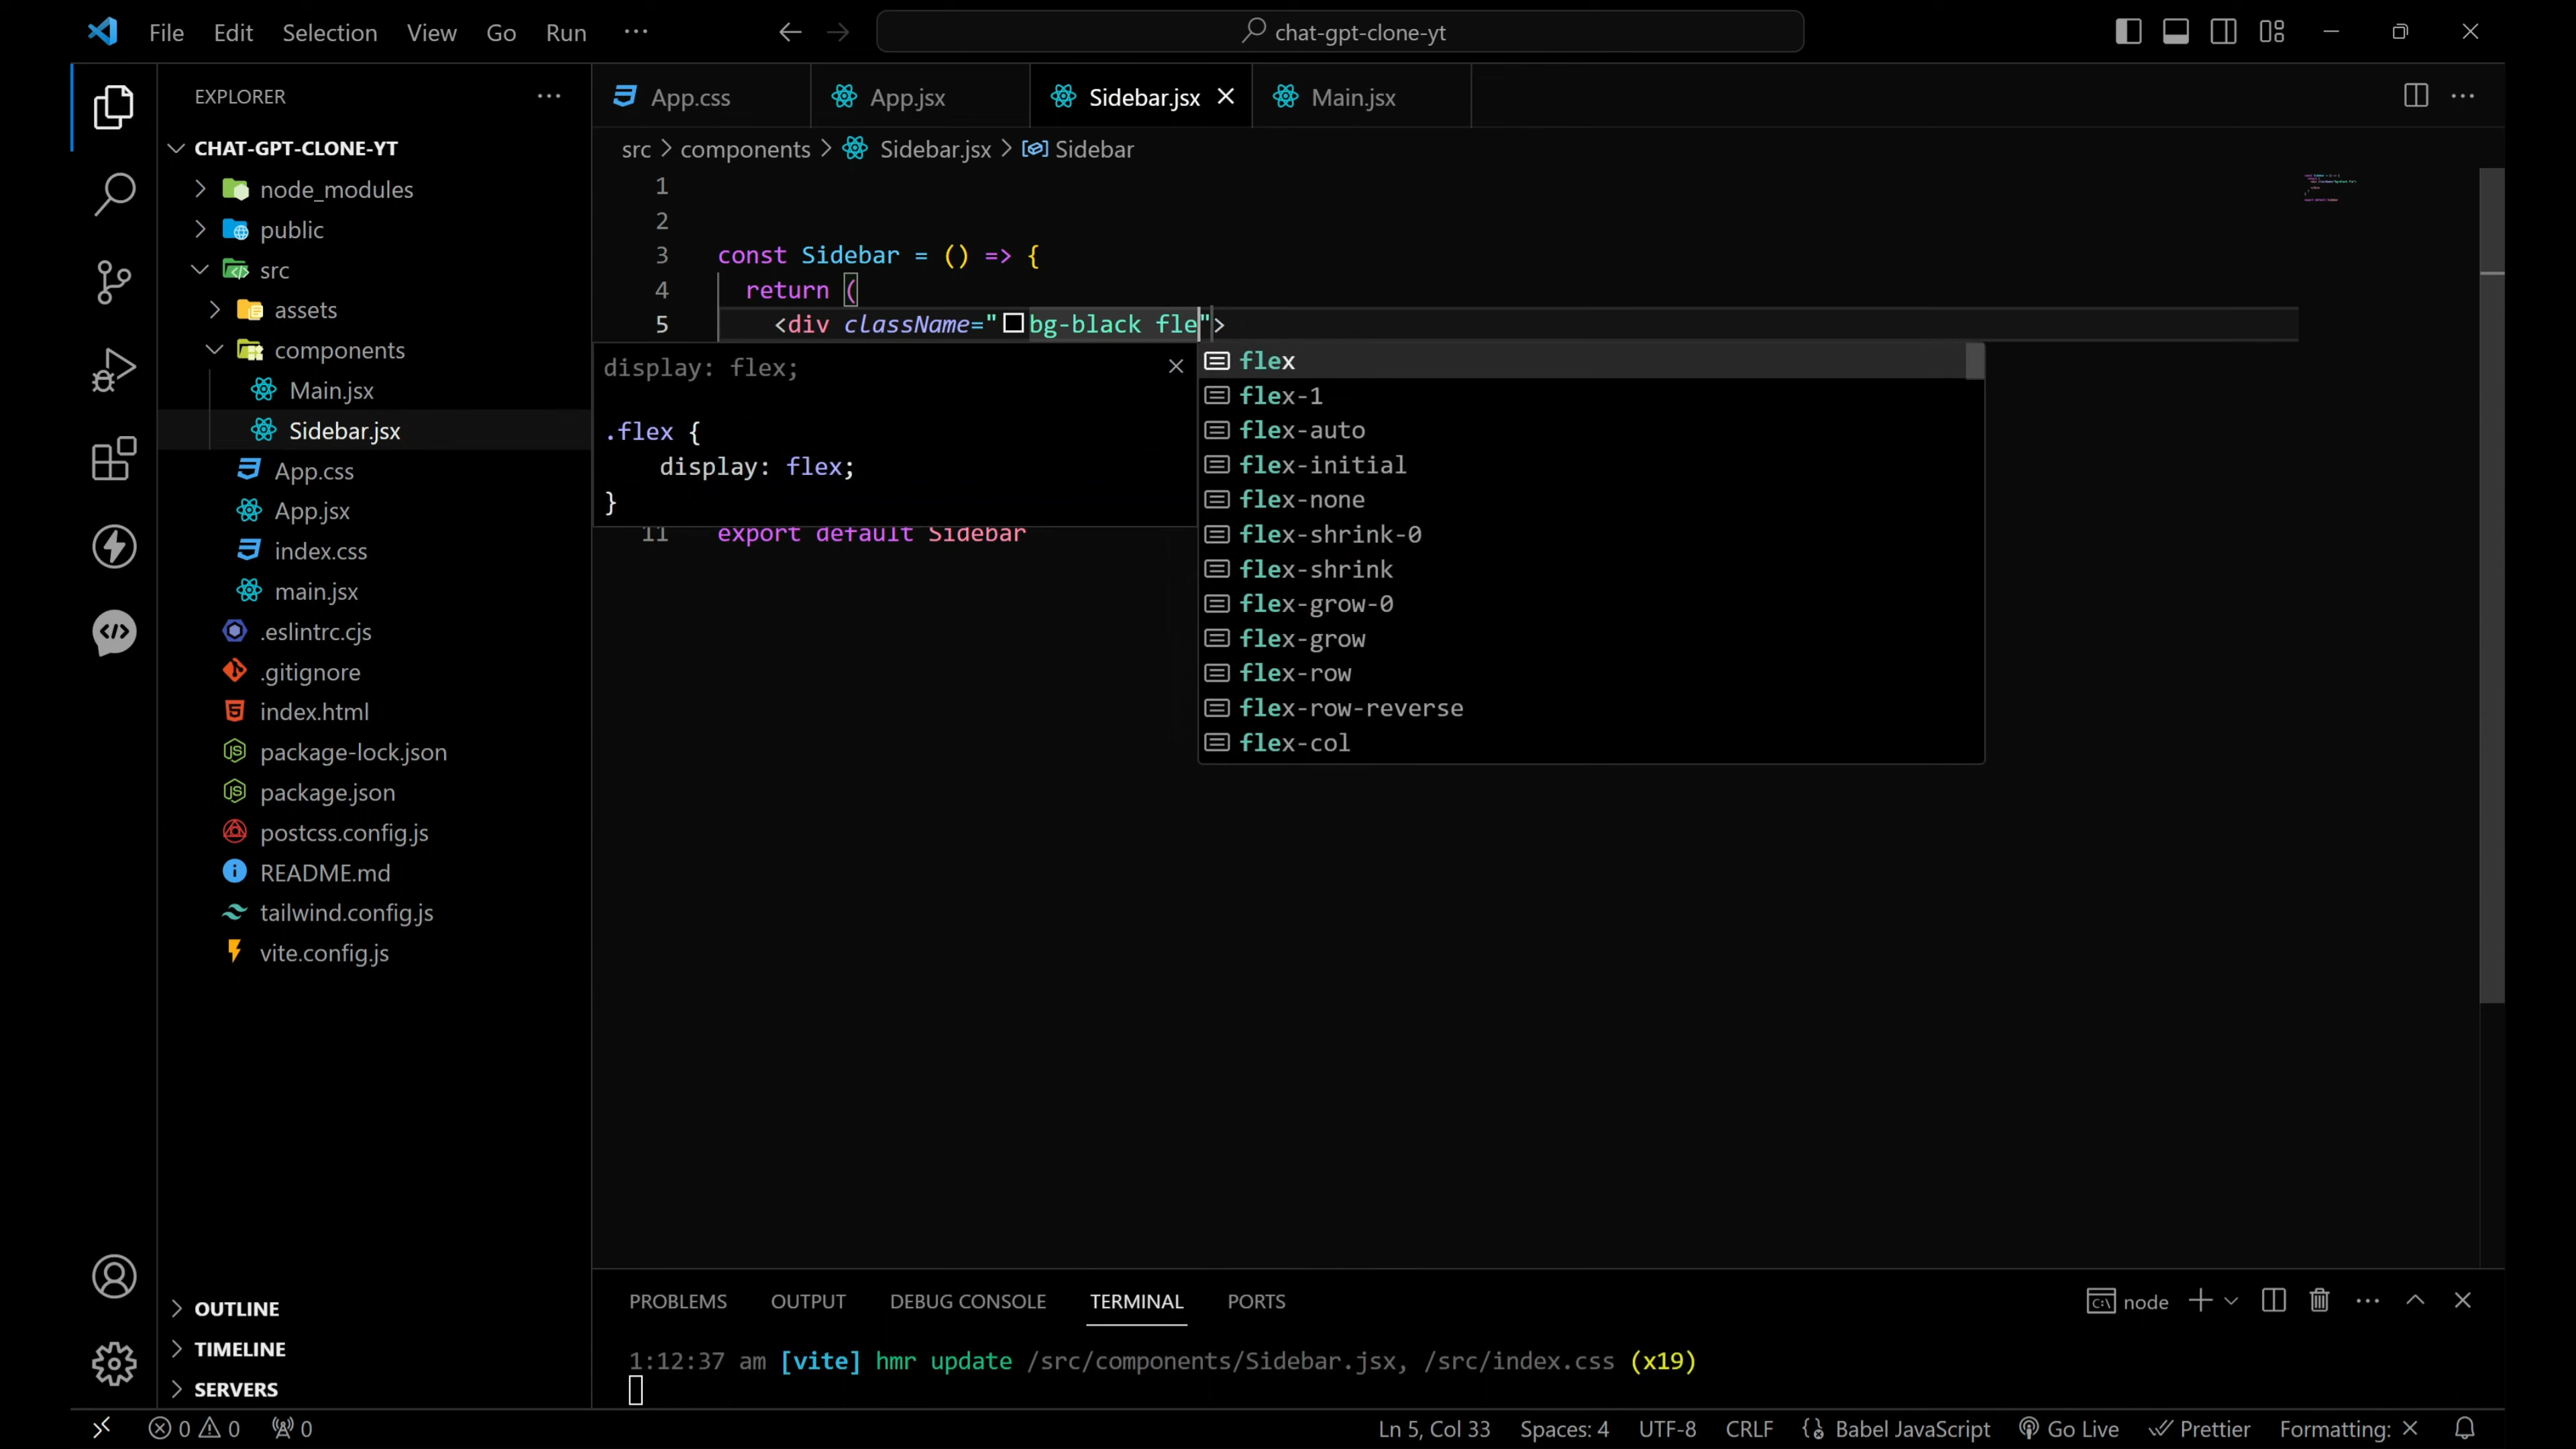 File Edit Selection View Go Run ··· chat-gpt-clone-yt
EXPLORER
CHAT-GPT-CLONE-YT
node_modules
public
src
assets
components
Main.jsx
Sidebar.jsx
App.css
App.jsx
index.css
main.jsx
.eslintrc.cjs
.gitignore
index.html
package-lock.json
package.json
postcss.config.js
README.md
tailwind.config.js
vite.config.js
OUTLINE
TIMELINE
SERVERS
App.css App.jsx Sidebar.jsx Main.jsx
src > components > Sidebar.jsx > Sidebar
1
2
3 const Sidebar = () => {
4 return (
5 <div className="bg-black fle">
display: flex;
.flex {
display: flex;
}
flex
flex-1
flex-auto
flex-initial
flex-none
flex-shrink-0
flex-shrink
flex-grow-0
flex-grow
flex-row
flex-row-reverse
flex-col
11 export default Sidebar
PROBLEMS OUTPUT DEBUG CONSOLE TERMINAL PORTS node
1:12:37 am [vite] hmr update /src/components/Sidebar.jsx, /src/index.css (x19)
0 0 0 Ln 5, Col 33 Spaces: 4 UTF-8 CRLF Babel JavaScript Go Live Prettier Formatting: ×